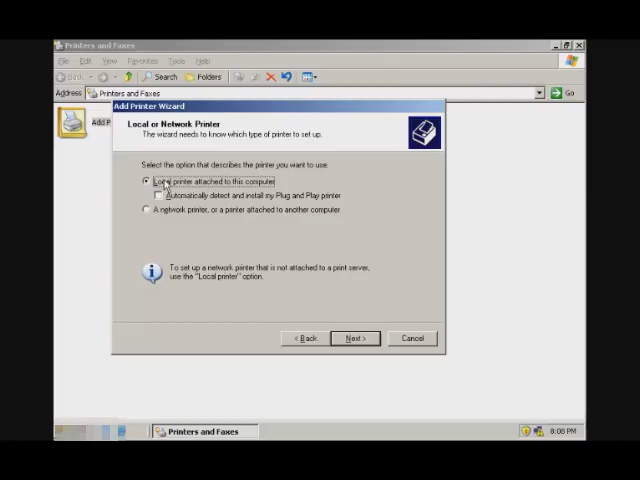 Printers and Faxes
File Edit View Favorites Tools Help
Back Search Folders
Address Printers and Faxes Go
Add P
Add Printer Wizard
Local or Network Printer
The wizard needs to know which type of printer to set up.
Select the option that describes the printer you want to use:
Local printer attached to this computer
Automatically detect and install my Plug and Play printer
A network printer, or a printer attached to another computer
To set up a network printer that is not attached to a print server,
use the "Local printer" option.
< Back Next > Cancel
Printers and Faxes 8:08 PM